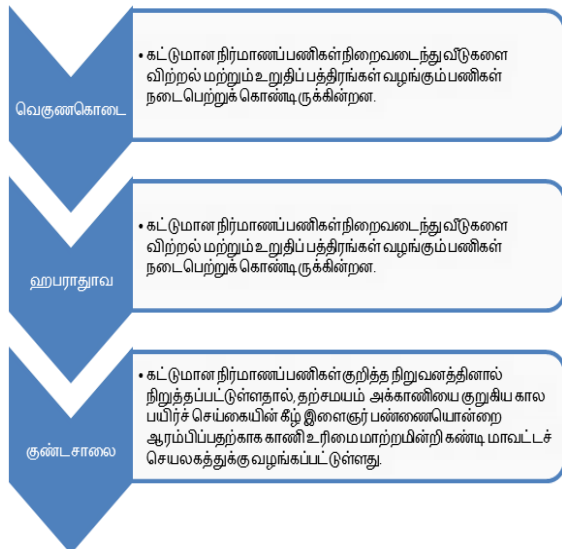 வெகுணகொடை
• கட்டுமான நிர்மாணப்பணிகள் நிறைவடைந்து வீடுகளை
விற்றல் மற்றும் உறுதிப் பத்திரங்கள் வழங்கும் பணிகள்
நடைபெற்றுக் கொண்டிருக்கின்றன.
ஹபராதுாவ
• கட்டுமான நிர்மாணப்பணிகள் நிறைவடைந்து வீடுகளை
விற்றல் மற்றும் உறுதிப் பத்திரங்கள் வழங்கும் பணிகள்
நடைபெற்றுக் கொண்டிருக்கின்றன.
குண்டசாலை
• கட்டுமான நிர்மாணப்பணிகள் குறித்த நிறுவனத்தினால்
நிறுத்தப்பட்டுள்ளதால், தற்சமயம் அக்காணியை குறுகிய கால
பயிர்ச் செய்கையின் கீழ் இளைஞர் பண்ணையொன்றை
ஆரம்பிப்பதற்காக காணி உரிமை மாற்றமின்றி கண்டி மாவட்டச்
செயலகத்துக்கு வழங்கப்பட்டுள்ளது.